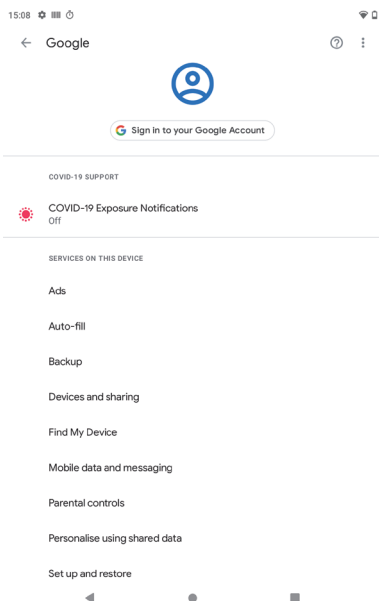 15:08
Google
Sign in to your Google Account
COVID-19 SUPPORT
COVID-19 Exposure Notifications
Off
SERVICES ON THIS DEVICE
Ads
Auto-fill
Backup
Devices and sharing
Find My Device
Mobile data and messaging
Parental controls
Personalise using shared data
Set up and restore